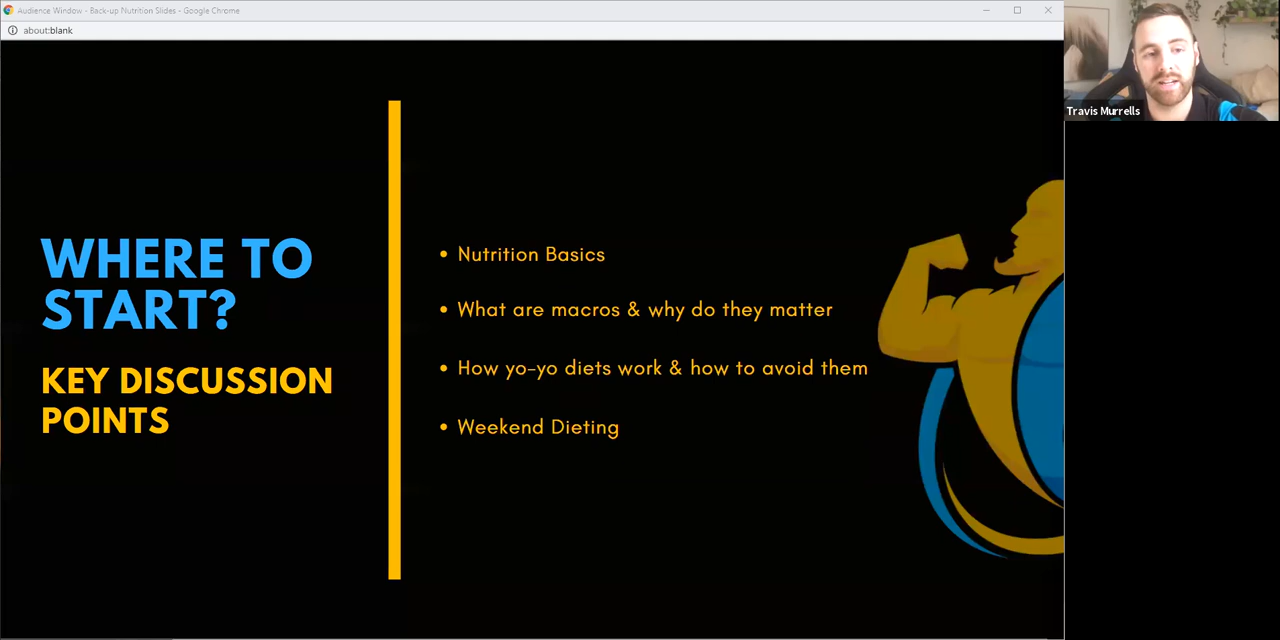 Audience Window - Back-up Nutrition Slides - Google Chrome
about:blank
Travis Murrells
WHERE TO
START?
KEY DISCUSSION
POINTS
• Nutrition Basics
• What are macros & why do they matter
• How yo-yo diets work & how to avoid them
• Weekend Dieting